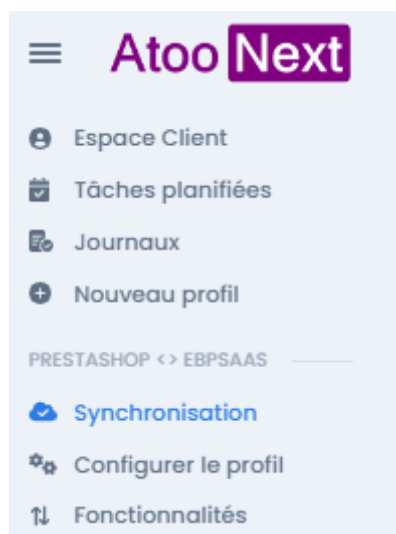 Atoo Next
Espace Client
Tâches planifiées
Journaux
Nouveau profil
PRESTASHOP <> EBPSAAS
Synchronisation
Configurer le profil
Fonctionnalités